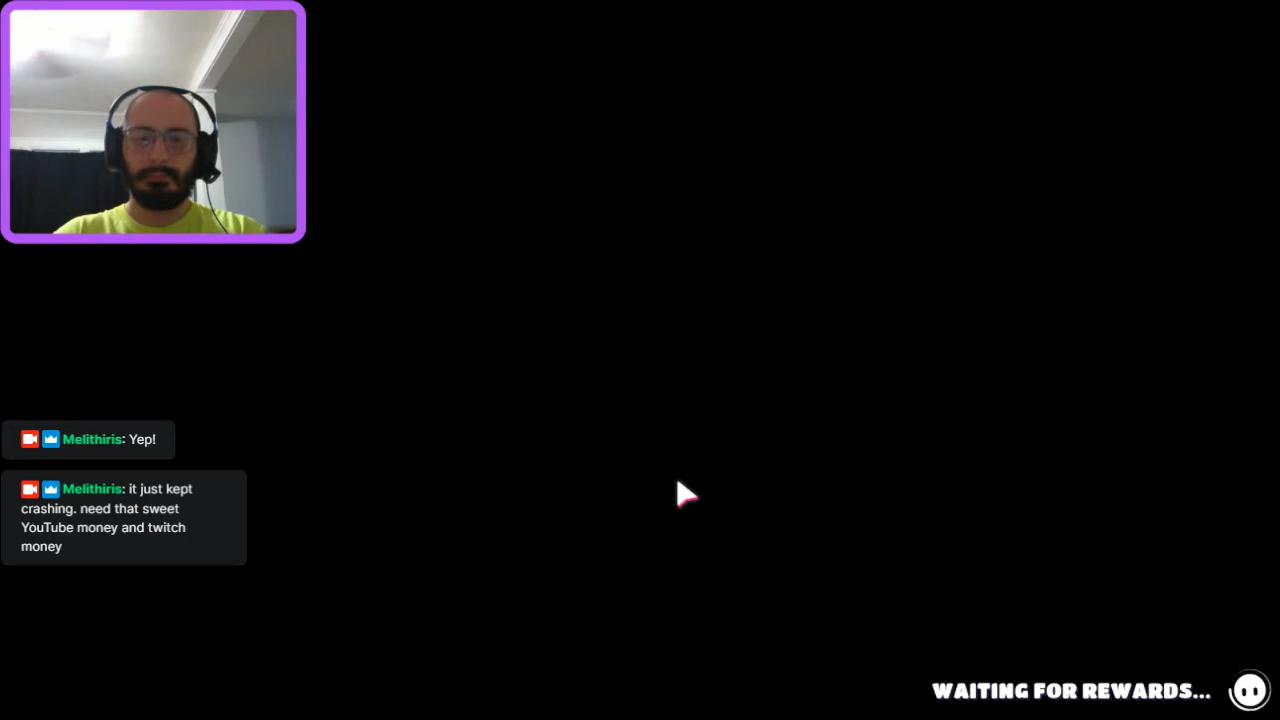 Melithiris: Yep!
Melithiris: it just kept
crashing. need that sweet
YouTube money and twitch
money
WAITING FOR REWARDS...